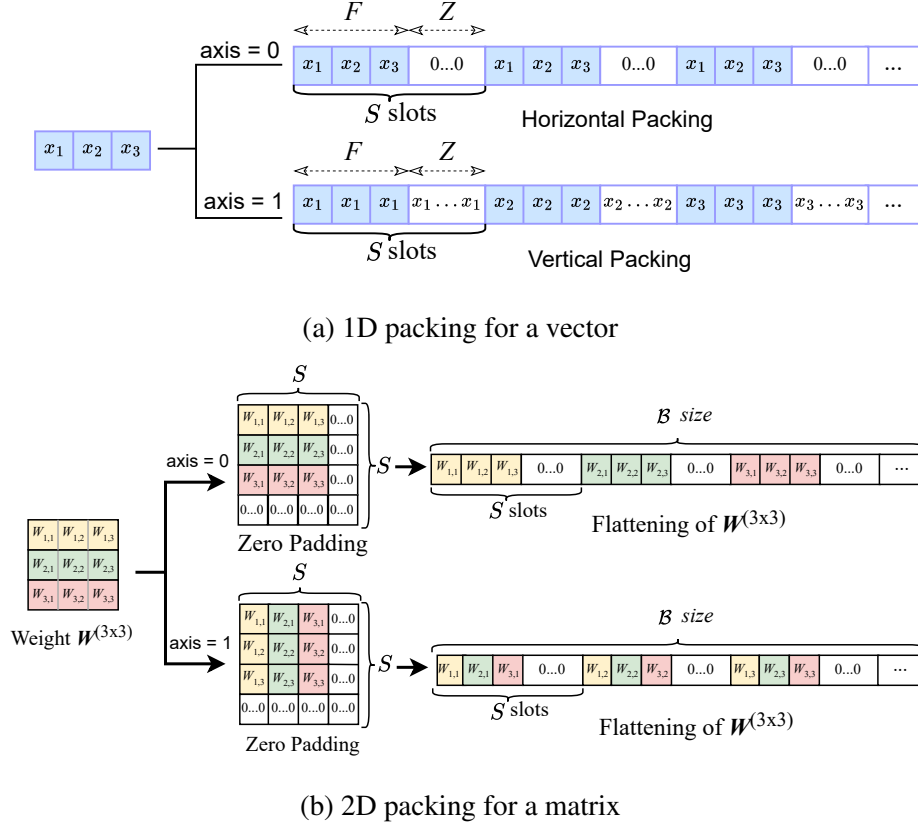 F Z
axis = 0
x₁ x₂ x₃ 0...0 x₁ x₂ x₃ 0...0 x₁ x₂ x₃ 0...0 ...
S slots
Horizontal Packing
x₁ x₂ x₃
F Z
axis = 1
x₁ x₁ x₁ x₁...x₁ x₂ x₂ x₂ x₂...x₂ x₃ x₃ x₃ x₃...x₃ ...
S slots
Vertical Packing
(a) 1D packing for a vector
S
W₁,₁ W₁,₂ W₁,₃ 0...0
W₂,₁ W₂,₂ W₂,₃ 0...0
W₃,₁ W₃,₂ W₃,₃ 0...0
0...0 0...0 0...0 0...0
S
Zero Padding
axis = 0
B size
W₁,₁ W₁,₂ W₁,₃ 0...0 W₂,₁ W₂,₂ W₂,₃ 0...0 W₃,₁ W₃,₂ W₃,₃ 0...0 ...
S slots
Flattening of W⁽³ˣ³⁾
W₁,₁ W₁,₂ W₁,₃
W₂,₁ W₂,₂ W₂,₃
W₃,₁ W₃,₂ W₃,₃
Weight W⁽³ˣ³⁾
axis = 1
S
W₁,₁ W₂,₁ W₃,₁ 0...0
W₁,₂ W₂,₂ W₃,₂ 0...0
W₁,₃ W₂,₃ W₃,₃ 0...0
0...0 0...0 0...0 0...0
S
Zero Padding
B size
W₁,₁ W₂,₁ W₃,₁ 0...0 W₁,₂ W₂,₂ W₃,₂ 0...0 W₁,₃ W₂,₃ W₃,₃ 0...0 ...
S slots
Flattening of W⁽³ˣ³⁾
(b) 2D packing for a matrix